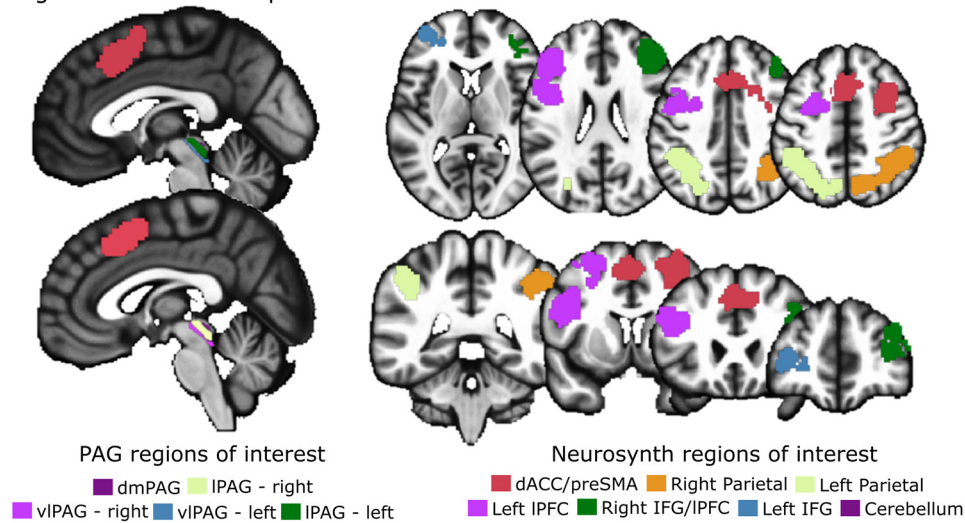 PAG regions of interest
dmPAG lPAG - right
vlPAG - right vlPAG - left lPAG - left
Neurosynth regions of interest
dACC/preSMA Right Parietal Left Parietal
Left lPFC Right IFG/lPFC Left IFG Cerebellum